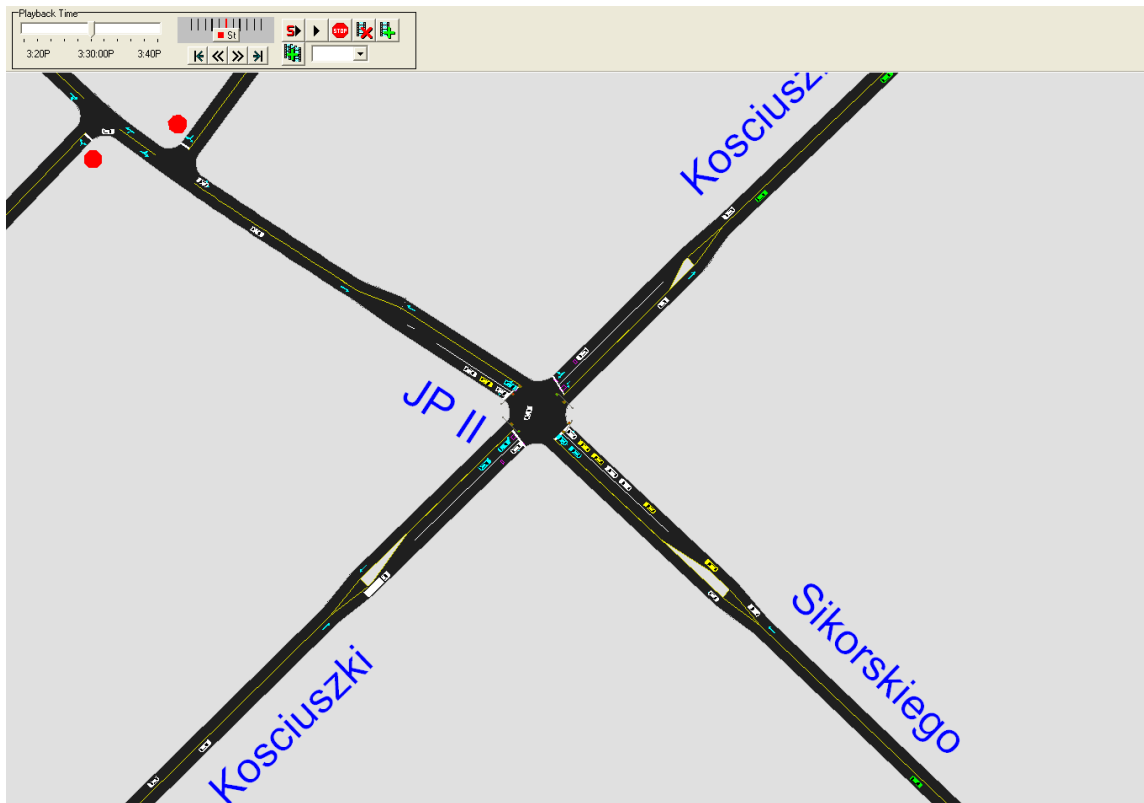 Playback Time
St
S
STOP
3:20P 3:30:00P 3:40P
Kosciuszki
JP II
Sikorskiego
Kosciuszki